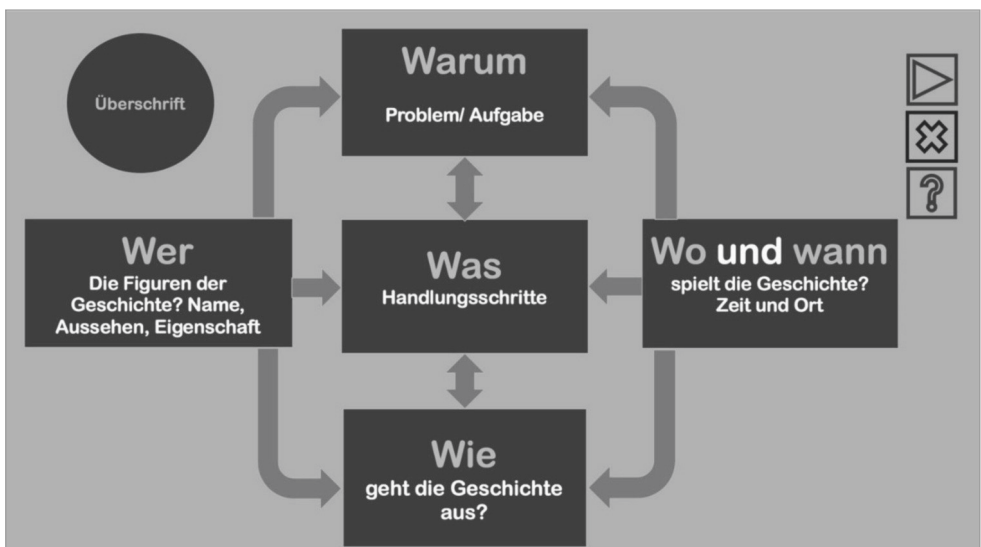 Überschrift
Warum
Problem/ Aufgabe
Wer
Die Figuren der
Geschichte? Name,
Aussehen, Eigenschaft
Was
Handlungsschritte
Wo und wann
spielt die Geschichte?
Zeit und Ort
Wie
geht die Geschichte
aus?
?